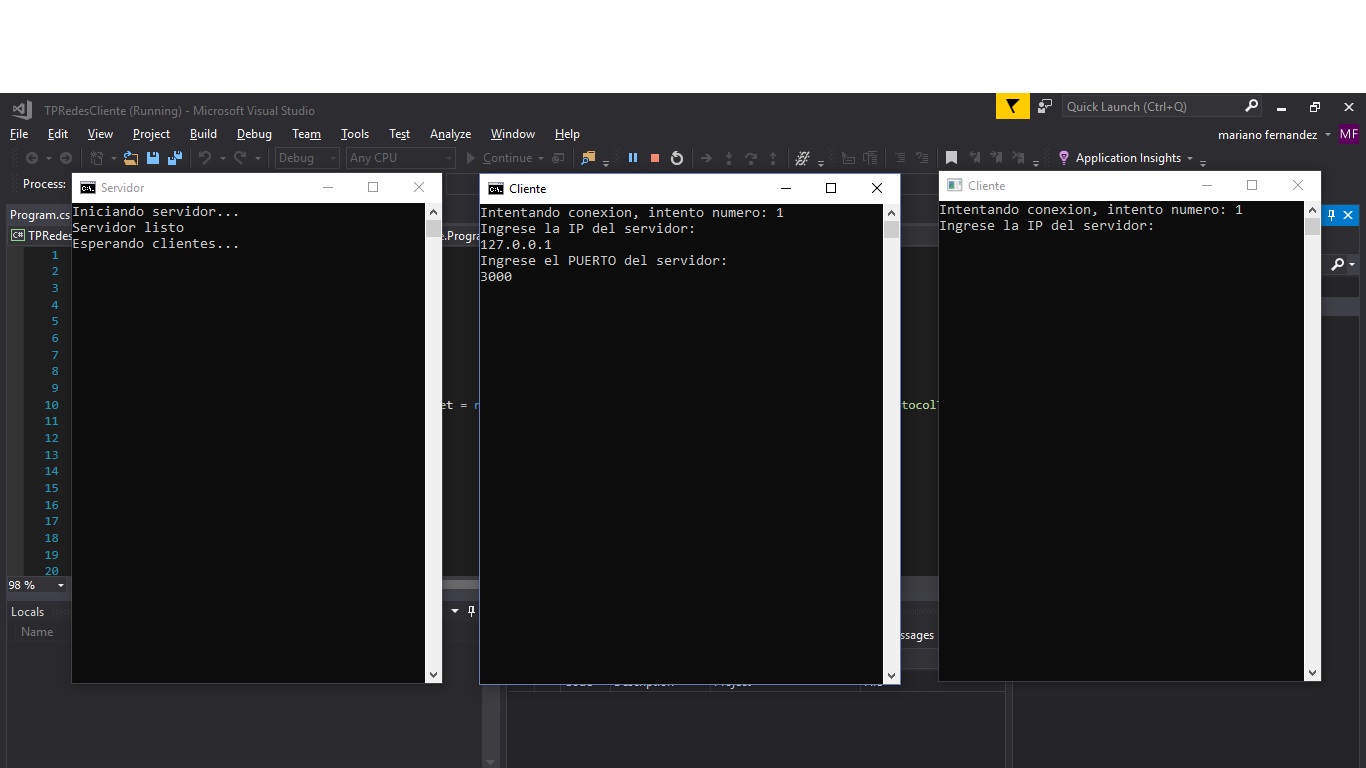 TPRedesCliente (Running) - Microsoft Visual Studio
Quick Launch (Ctrl+Q)
File Edit View Project Build Debug Team Tools Test Analyze Window Help
mariano fernandez MF
Debug Any CPU Continue Application Insights
Process:
Servidor
Iniciando servidor...
Servidor listo
Esperando clientes...
Cliente
Intentando conexion, intento numero: 1
Ingrese la IP del servidor:
127.0.0.1
Ingrese el PUERTO del servidor:
3000
Cliente
Intentando conexion, intento numero: 1
Ingrese la IP del servidor:
Program.cs
C# TPRedes
e.Progra
1
2
3
4
5
6
7
8
9
10
et =
tocol
11
12
13
14
15
16
17
18
19
20
98 %
Locals
Name
ssages
Description
Project